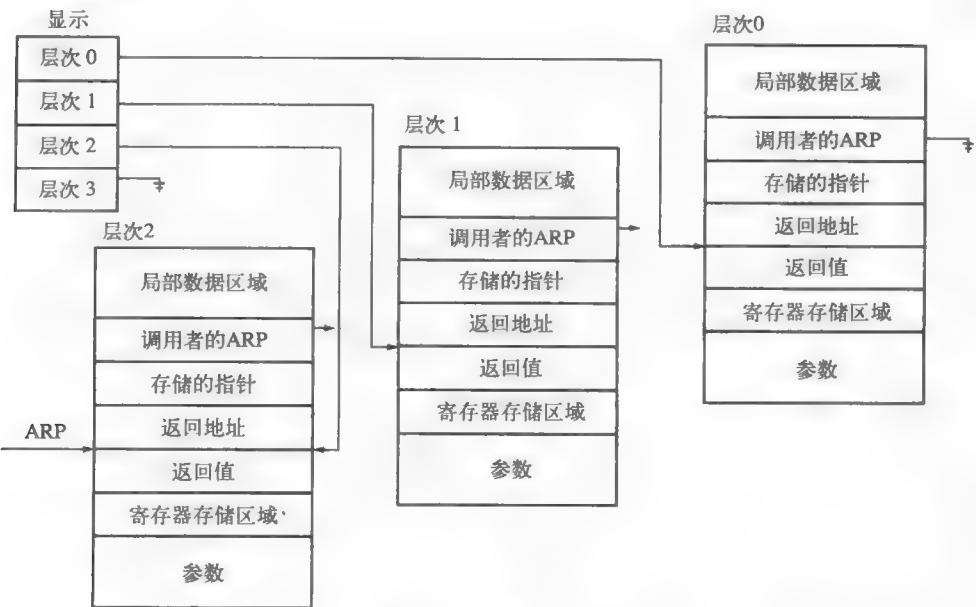 显示
层次 0
层次 1
层次 2
层次 3
层次2
局部数据区域
调用者的ARP
存储的指针
返回地址
返回值
寄存器存储区域
参数
ARP
层次 1
局部数据区域
调用者的ARP
存储的指针
返回地址
返回值
寄存器存储区域
参数
层次0
局部数据区域
调用者的ARP
存储的指针
返回地址
返回值
寄存器存储区域
参数